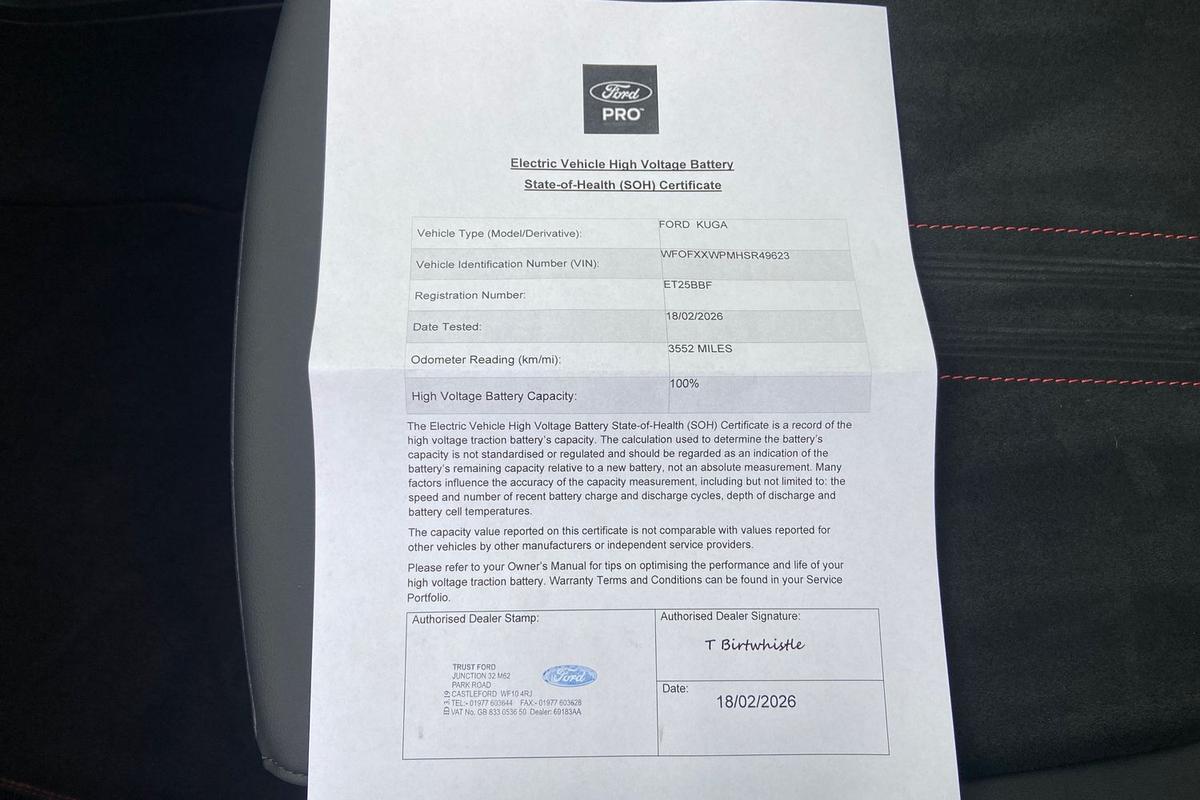 Ford
PRO™
Electric Vehicle High Voltage Battery
State-of-Health (SOH) Certificate
Vehicle Type (Model/Derivative): FORD KUGA
Vehicle Identification Number (VIN): WFOFXXWPMHSR49623
Registration Number: ET25BBF
Date Tested: 18/02/2026
Odometer Reading (km/mi): 3552 MILES
High Voltage Battery Capacity: 100%
The Electric Vehicle High Voltage Battery State-of-Health (SOH) Certificate is a record of the
high voltage traction battery's capacity. The calculation used to determine the battery's
capacity is not standardised or regulated and should be regarded as an indication of the
battery's remaining capacity relative to a new battery, not an absolute measurement. Many
factors influence the accuracy of the capacity measurement, including but not limited to: the
speed and number of recent battery charge and discharge cycles, depth of discharge and
battery cell temperatures.
The capacity value reported on this certificate is not comparable with values reported for
other vehicles by other manufacturers or independent service providers.
Please refer to your Owner's Manual for tips on optimising the performance and life of your
high voltage traction battery. Warranty Terms and Conditions can be found in your Service
Portfolio.
Authorised Dealer Stamp:
TRUST FORD
JUNCTION 32 M62
PARK ROAD
CASTLEFORD WF10 4RJ
TEL:- 01977 603644 FAX:- 01977 603628
VAT No. GB 833 0536 50 Dealer: 60183AA
Ford
Authorised Dealer Signature:
T Birtwhistle
Date: 18/02/2026